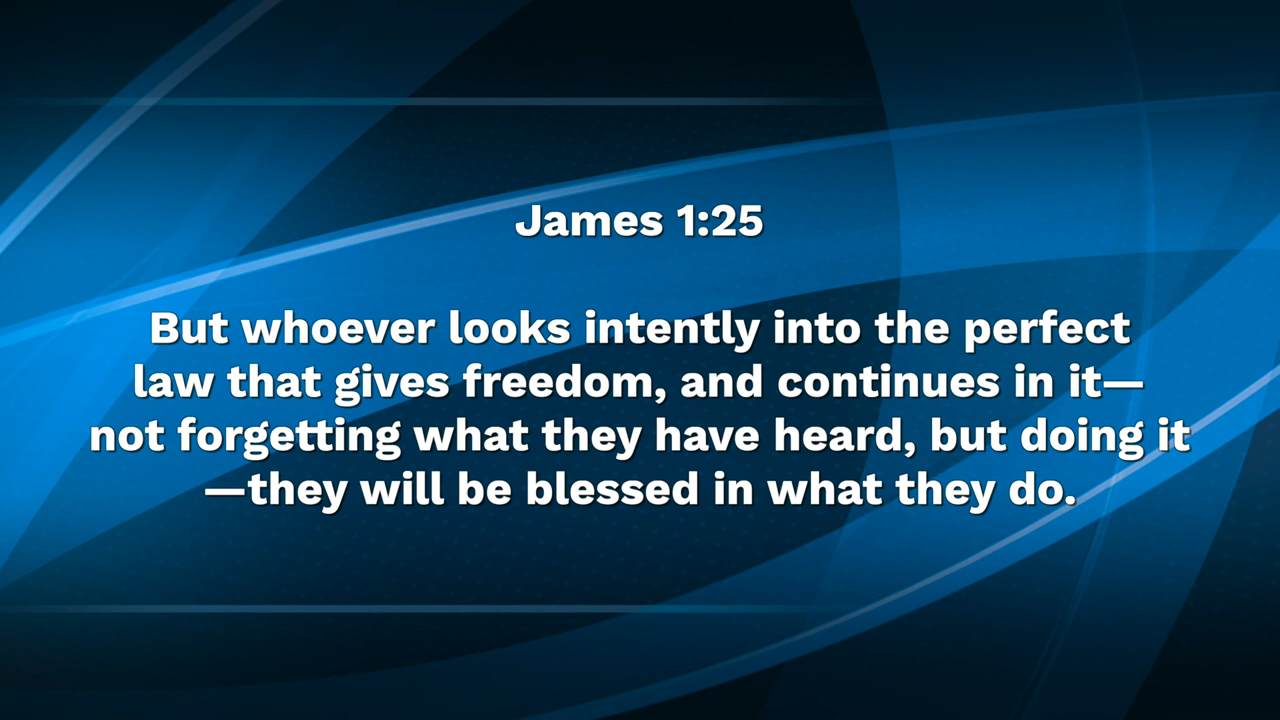 James 1:25
But whoever looks intently into the perfect
law that gives freedom, and continues in it—
not forgetting what they have heard, but doing it
—they will be blessed in what they do.